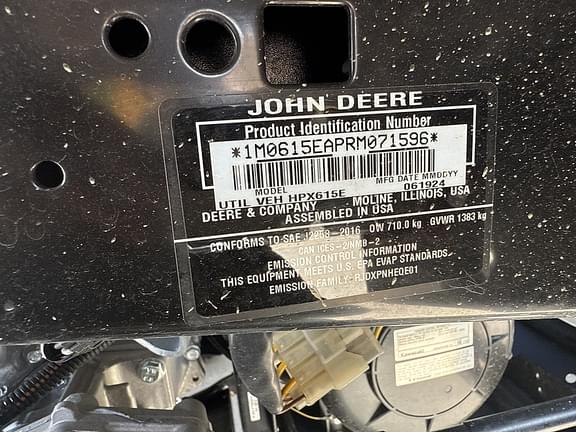 JOHN DEERE
Product Identification Number
*1M0615EAPRM071596*
MODEL MFG DATE MMDDYY
UTIL VEH HPX615E 061924
DEERE & COMPANY MOLINE, ILLINOIS, USA
ASSEMBLED IN USA
CONFORMS TO SAE J2258-2016 OW 710.0 kg GVWR 1383 kg
CAN ICES-2/NMB-2
EMISSION CONTROL INFORMATION
THIS EQUIPMENT MEETS U.S. EPA EVAP STANDARDS.
EMISSION FAMILY: RJDXPNHEQE01
Kawasaki